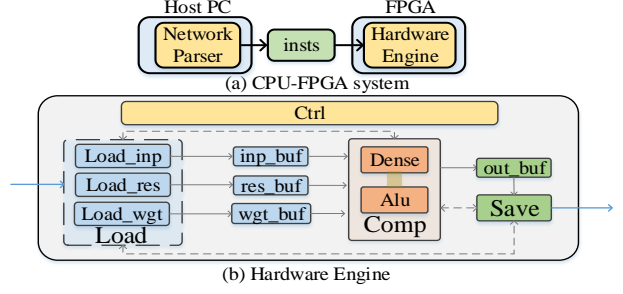 Host PC
FPGA
Network
Parser
insts
Hardware
Engine
(a) CPU-FPGA system
Ctrl
Load_inp
inp_buf
Dense
out_buf
Load_res
res_buf
Load_wgt
wgt_buf
Alu
Save
Load
Comp
(b) Hardware Engine